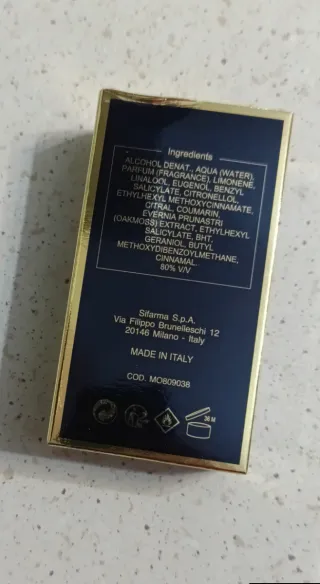 Ingredients
ALCOHOL DENAT., AQUA (WATER),
PARFUM (FRAGRANCE), LIMONENE,
LINALOOL, EUGENOL, BENZYL
SALICYLATE, CITRONELLOL,
ETHYLHEXYL METHOXYCINNAMATE,
CITRAL, COUMARIN,
EVERNIA PRUNASTRI
(OAKMOSS) EXTRACT, ETHYLHEXYL
SALICYLATE, BHT,
GERANIOL, BUTYL
METHOXYDIBENZOYLMETHANE,
CINNAMAL.
80% V/V
Sifarma S.p.A.
Via Filippo Brunelleschi 12
20146 Milano - Italy
MADE IN ITALY
COD. MO809038
36 M